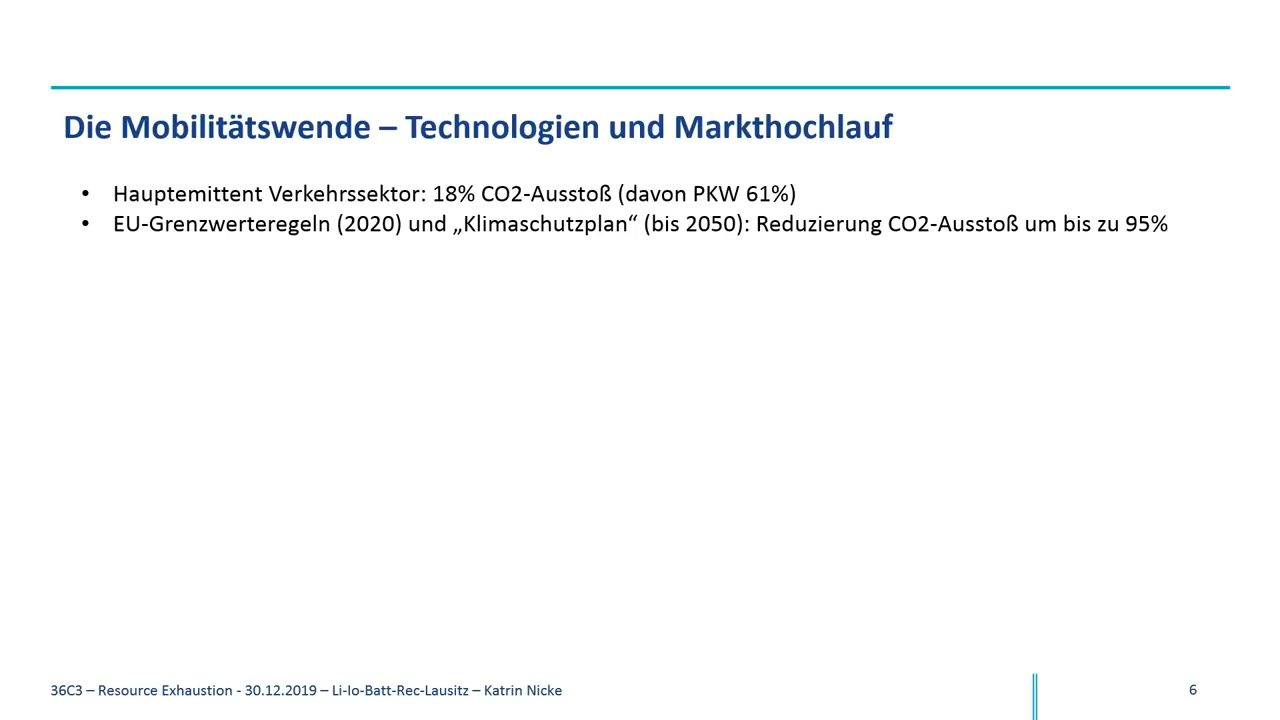 Die Mobilitätswende – Technologien und Markthochlauf
• Hauptemittent Verkehrssektor: 18% CO2-Ausstoß (davon PKW 61%)
• EU-Grenzwerteregeln (2020) und „Klimaschutzplan“ (bis 2050): Reduzierung CO2-Ausstoß um bis zu 95%
36C3 – Resource Exhaustion - 30.12.2019 – Li-Io-Batt-Rec-Lausitz – Katrin Nicke
6